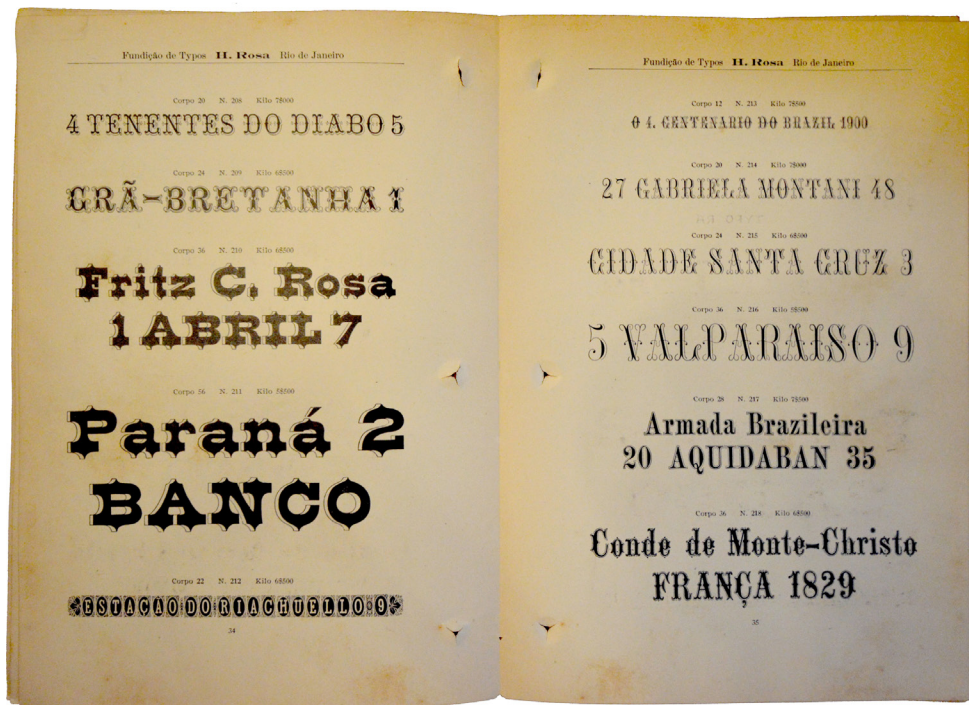 Fundição de Typos H. Rosa Rio de Janeiro
Corpo 20 N. 208 Kilo 7$000
4 TENENTES DO DIABO 5
Corpo 24 N. 209 Kilo 6$500
GRÃ-BRETANHA 1
Corpo 36 N. 210 Kilo 6$500
Fritz C. Rosa
1 ABRIL 7
Corpo 56 N. 211 Kilo 5$500
Paraná 2
BANCO
Corpo 22 N. 212 Kilo 6$500
ESTAÇÃO DO RIACHUELLO 9
34
Fundição de Typos H. Rosa Rio de Janeiro
Corpo 12 N. 213 Kilo 7$500
O 4. CENTENARIO DO BRAZIL 1900
Corpo 20 N. 214 Kilo 7$000
27 GABRIELA MONTANI 48
Corpo 24 N. 215 Kilo 6$500
CIDADE SANTA CRUZ 3
Corpo 36 N. 216 Kilo 5$500
5 VALPARAISO 9
Corpo 28 N. 217 Kilo 7$500
Armada Brazileira
20 AQUIDABAN 35
Corpo 36 N. 218 Kilo 6$500
Conde de Monte-Christo
FRANÇA 1829
35